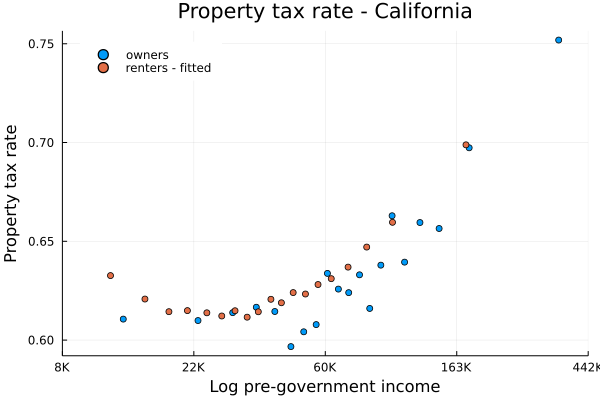 Property tax rate - California
owners
renters - fitted
Property tax rate
0.75
0.70
0.65
0.60
8K 22K 60K 163K 442K
Log pre-government income